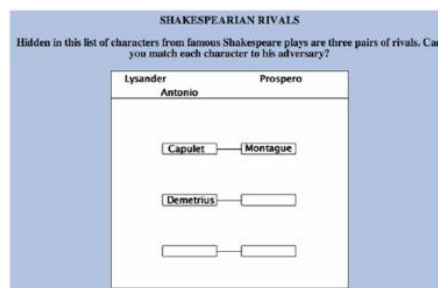 SHAKESPEARIAN RIVALS
Hidden in this list of characters from famous Shakespeare plays are three pairs of rivals. Can
you match each character to his adversary?
Lysander Prospero
Antonio
Capulet Montague
Demetrius